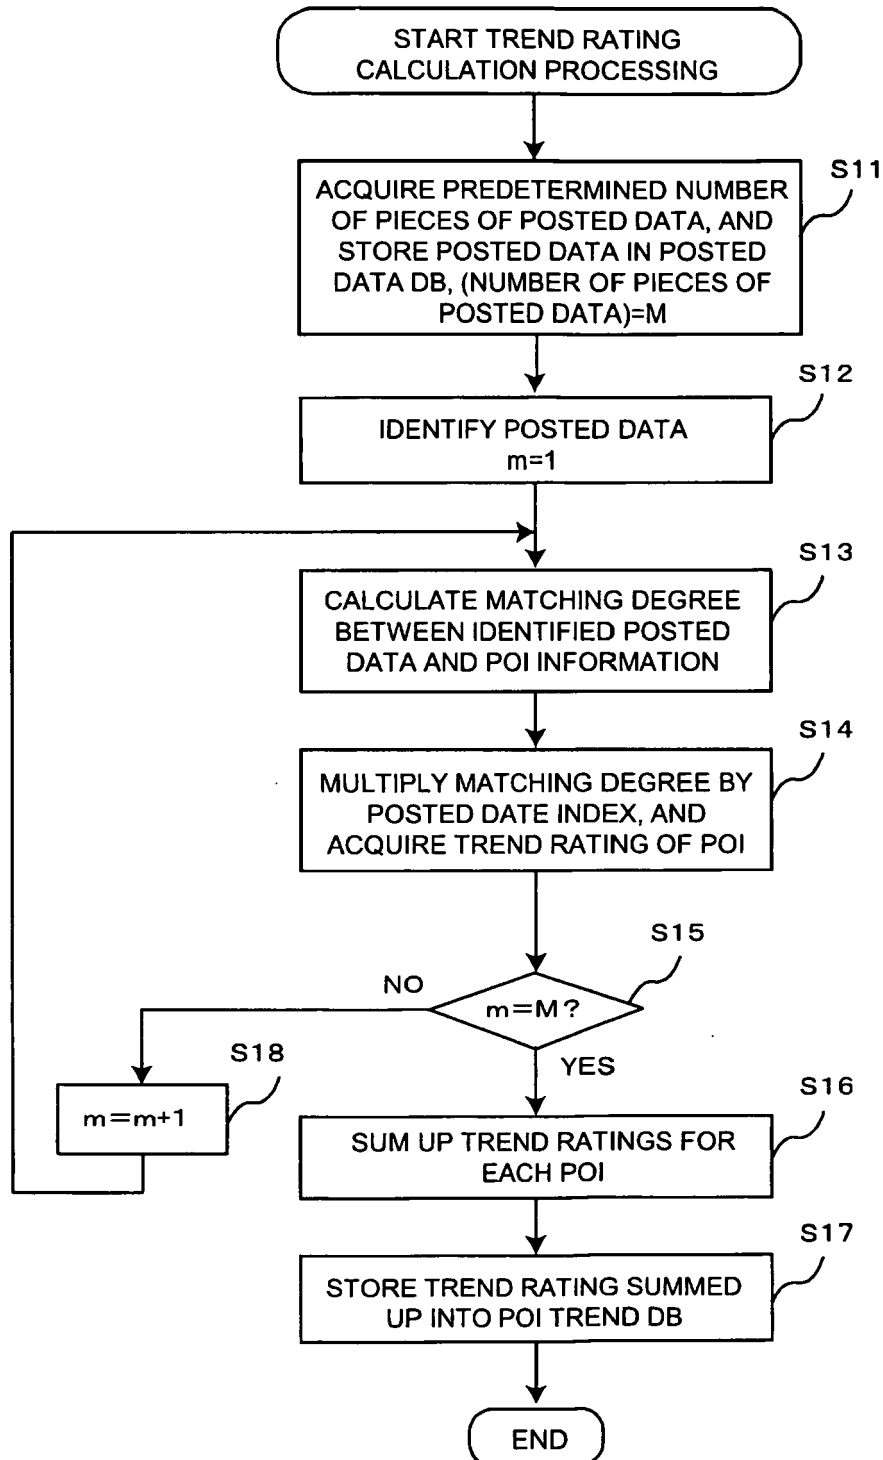 START TREND RATING
CALCULATION PROCESSING
S11
ACQUIRE PREDETERMINED NUMBER
OF PIECES OF POSTED DATA, AND
STORE POSTED DATA IN POSTED
DATA DB, (NUMBER OF PIECES OF
POSTED DATA)=M
S12
IDENTIFY POSTED DATA
m=1
S13
CALCULATE MATCHING DEGREE
BETWEEN IDENTIFIED POSTED
DATA AND POI INFORMATION
S14
MULTIPLY MATCHING DEGREE BY
POSTED DATE INDEX, AND
ACQUIRE TREND RATING OF POI
S15
NO
m=M?
YES
S18
m=m+1
S16
SUM UP TREND RATINGS FOR
EACH POI
S17
STORE TREND RATING SUMMED
UP INTO POI TREND DB
END